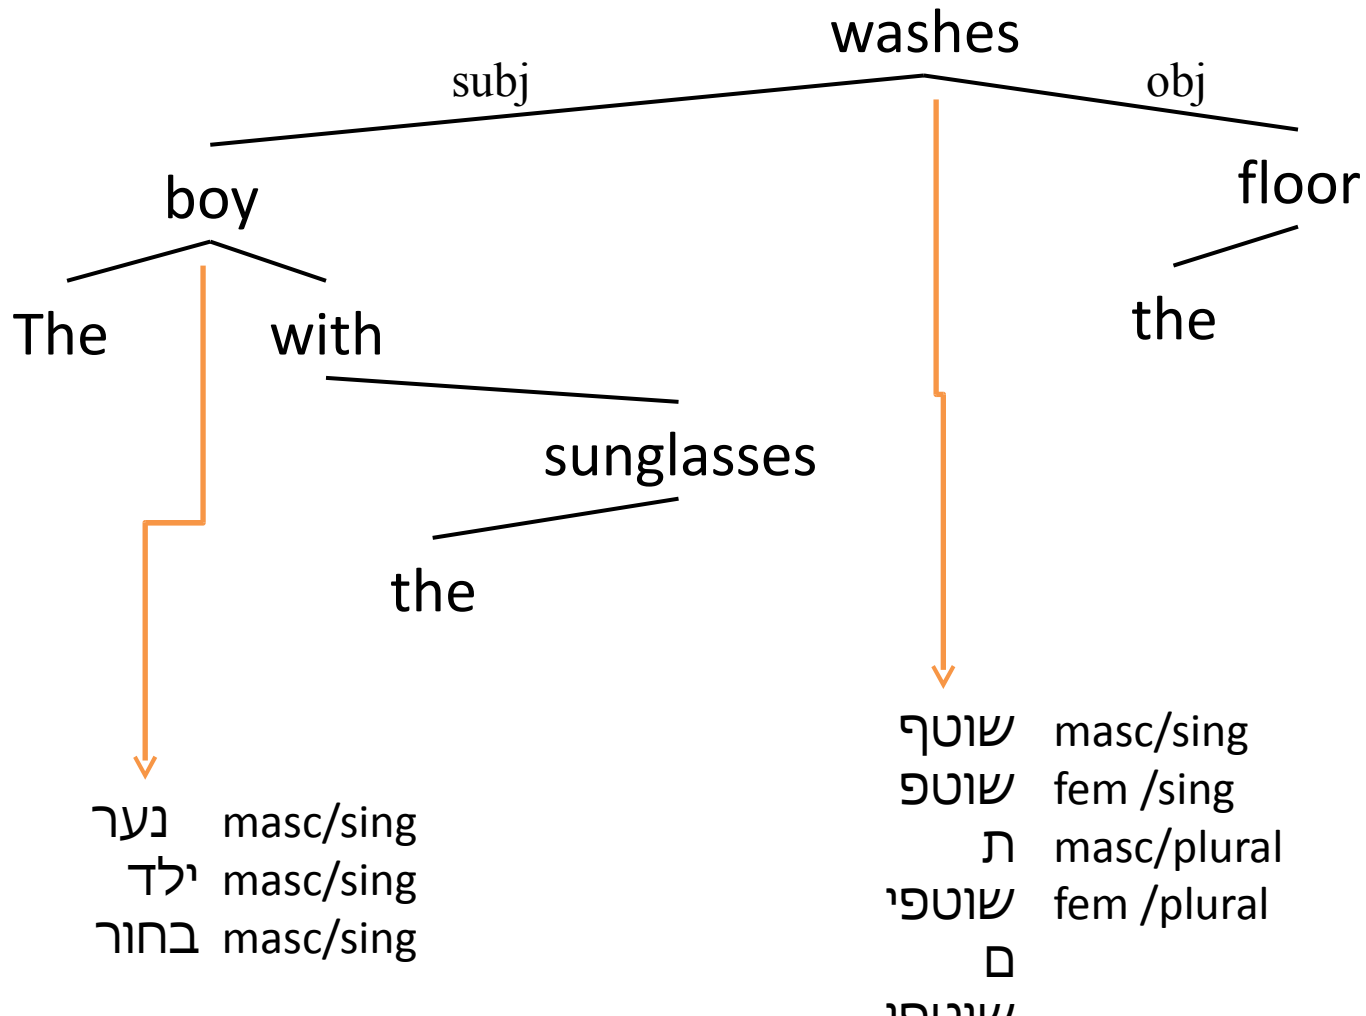 washes
subj
obj
boy
floor
The
with
the
sunglasses
the
שוטף masc/sing
שוטפ fem /sing
ת masc/plural
שוטפי fem /plural
ם
נער masc/sing
ילד masc/sing
בחור masc/sing